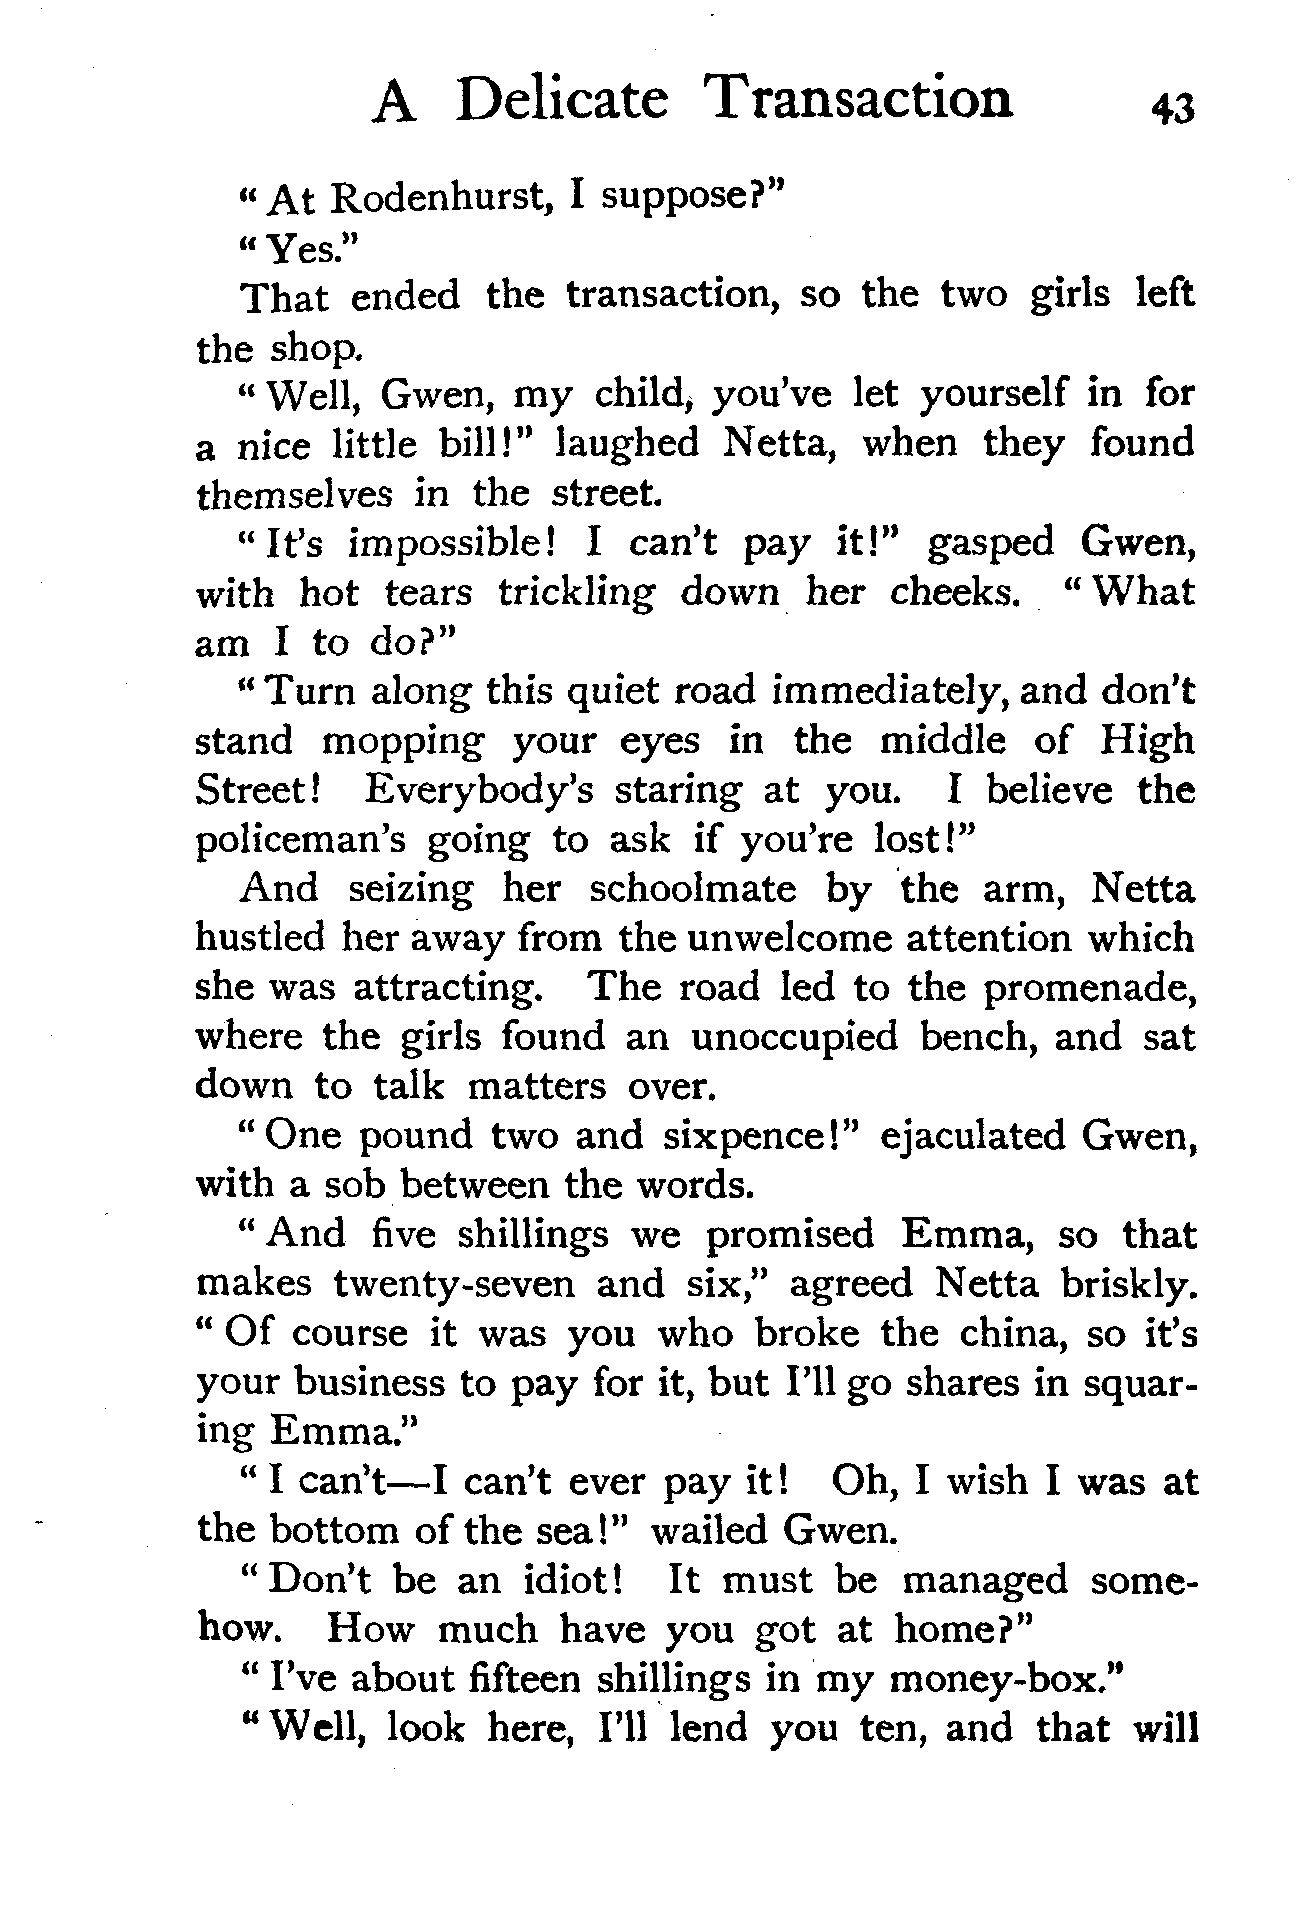 A Delicate Transaction 43
“At Rodenhurst, I suppose?”
“Yes.”
That ended the transaction, so the two girls left
the shop.
“Well, Gwen, my child, you've let yourself in for
a nice little bill!” laughed Netta, when they found
themselves in the street.
“It's impossible! I can't pay it!” gasped Gwen,
with hot tears trickling down her cheeks. “What
am I to do?”
“Turn along this quiet road immediately, and don't
stand mopping your eyes in the middle of High
Street! Everybody's staring at you. I believe the
policeman's going to ask if you're lost!”
And seizing her schoolmate by the arm, Netta
hustled her away from the unwelcome attention which
she was attracting. The road led to the promenade,
where the girls found an unoccupied bench, and sat
down to talk matters over.
“One pound two and sixpence!” ejaculated Gwen,
with a sob between the words.
“And five shillings we promised Emma, so that
makes twenty-seven and six,” agreed Netta briskly.
“Of course it was you who broke the china, so it's
your business to pay for it, but I'll go shares in squar-
ing Emma.”
“I can't—I can't ever pay it! Oh, I wish I was at
the bottom of the sea!” wailed Gwen.
“Don't be an idiot! It must be managed some-
how. How much have you got at home?”
“I've about fifteen shillings in my money-box.”
“Well, look here, I'll lend you ten, and that will